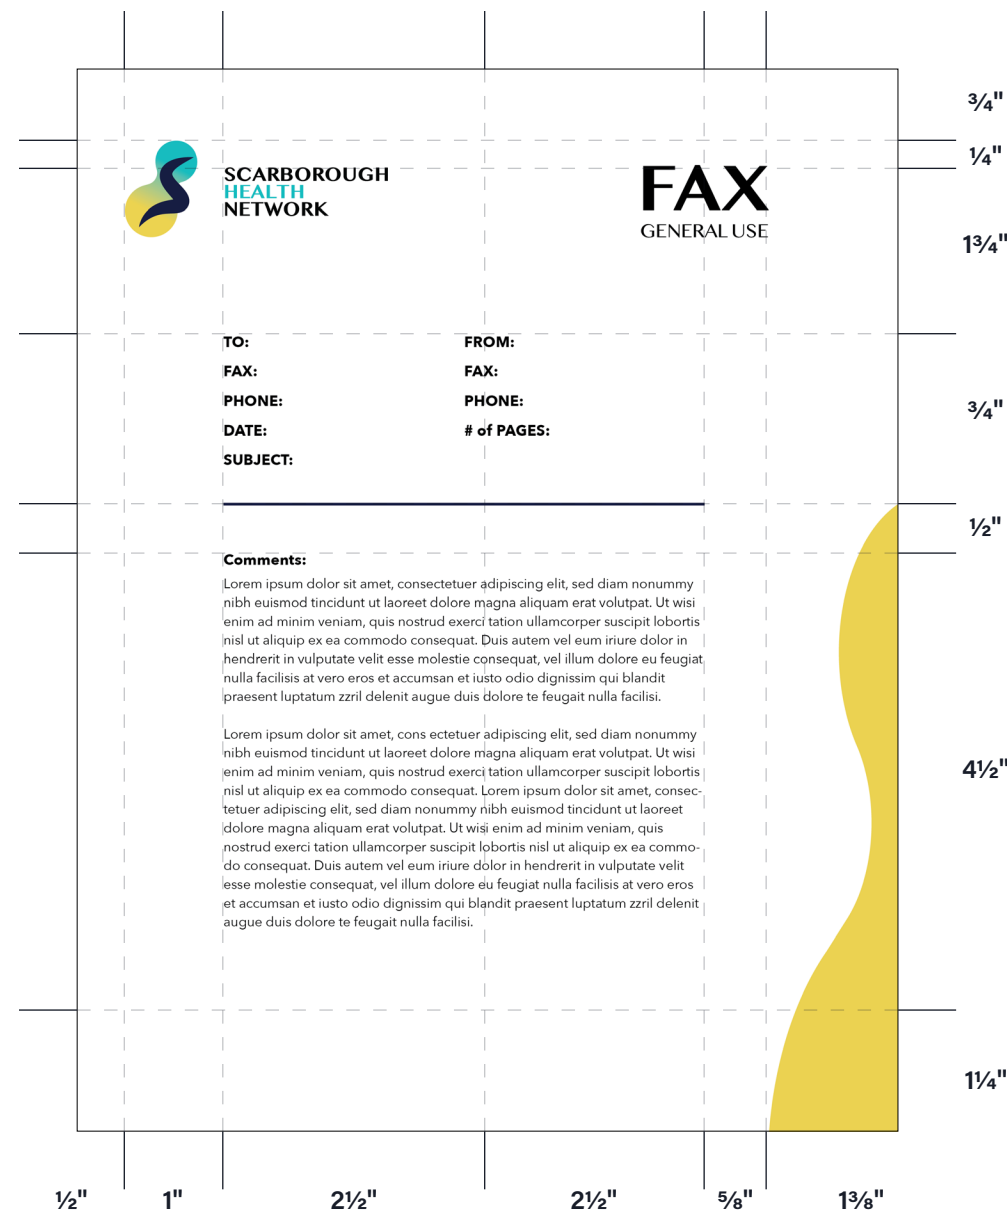 ¾"
¼"
SCARBOROUGH
HEALTH
NETWORK
FAX
GENERAL USE
1¾"
TO: FROM:
FAX: FAX:
PHONE: PHONE:
DATE: # of PAGES:
SUBJECT:
¾"
½"
Comments:
Lorem ipsum dolor sit amet, consectetuer adipiscing elit, sed diam nonummy
nibh euismod tincidunt ut laoreet dolore magna aliquam erat volutpat. Ut wisi
enim ad minim veniam, quis nostrud exerci tation ullamcorper suscipit lobortis
nisl ut aliquip ex ea commodo consequat. Duis autem vel eum iriure dolor in
hendrerit in vulputate velit esse molestie consequat, vel illum dolore eu feugiat
nulla facilisis at vero eros et accumsan et iusto odio dignissim qui blandit
praesent luptatum zzril delenit augue duis dolore te feugait nulla facilisi.
Lorem ipsum dolor sit amet, cons ectetuer adipiscing elit, sed diam nonummy
nibh euismod tincidunt ut laoreet dolore magna aliquam erat volutpat. Ut wisi
enim ad minim veniam, quis nostrud exerci tation ullamcorper suscipit lobortis
nisl ut aliquip ex ea commodo consequat. Lorem ipsum dolor sit amet, consec-
tetuer adipiscing elit, sed diam nonummy nibh euismod tincidunt ut laoreet
dolore magna aliquam erat volutpat. Ut wisi enim ad minim veniam, quis
nostrud exerci tation ullamcorper suscipit lobortis nisl ut aliquip ex ea commo-
do consequat. Duis autem vel eum iriure dolor in hendrerit in vulputate velit
esse molestie consequat, vel illum dolore eu feugiat nulla facilisis at vero eros
et accumsan et iusto odio dignissim qui blandit praesent luptatum zzril delenit
augue duis dolore te feugait nulla facilisi.
4½"
1¼"
½" 1" 2½" 2½" ⅝" 1⅜"